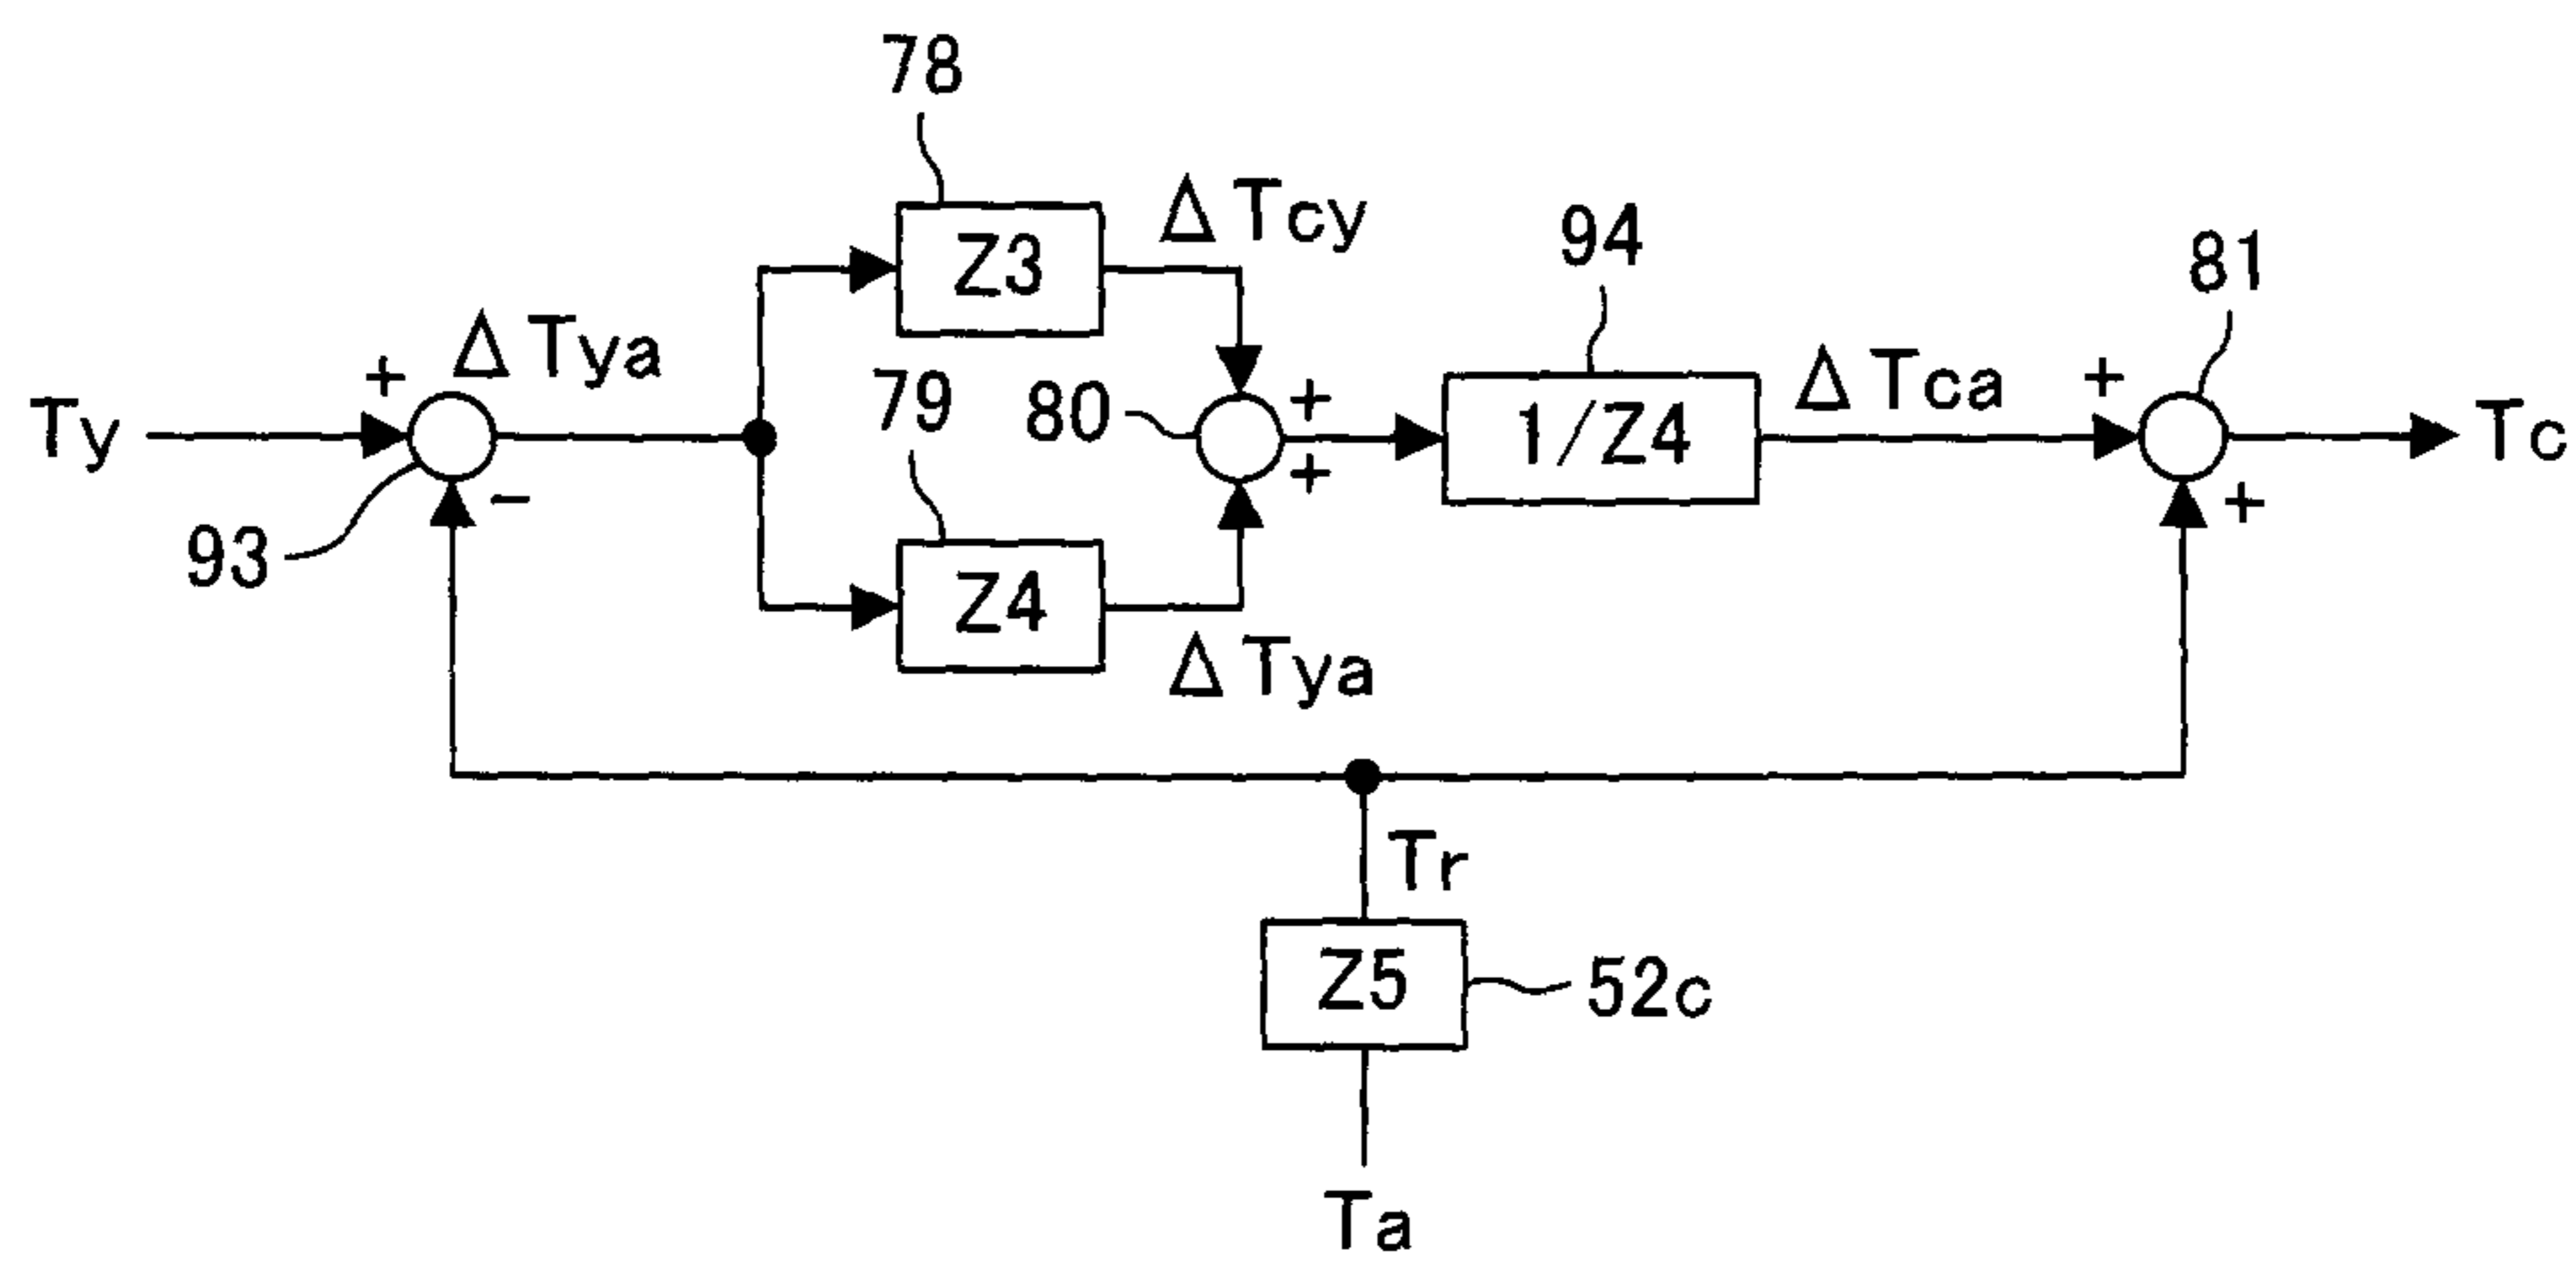 78
ΔTcy
94
81
Z3
+
ΔTya
79
80
+
+
ΔTca
+
Ty
1/Z4
Tc
−
93
Z4
+
ΔTya
Tr
Z5
52c
Ta